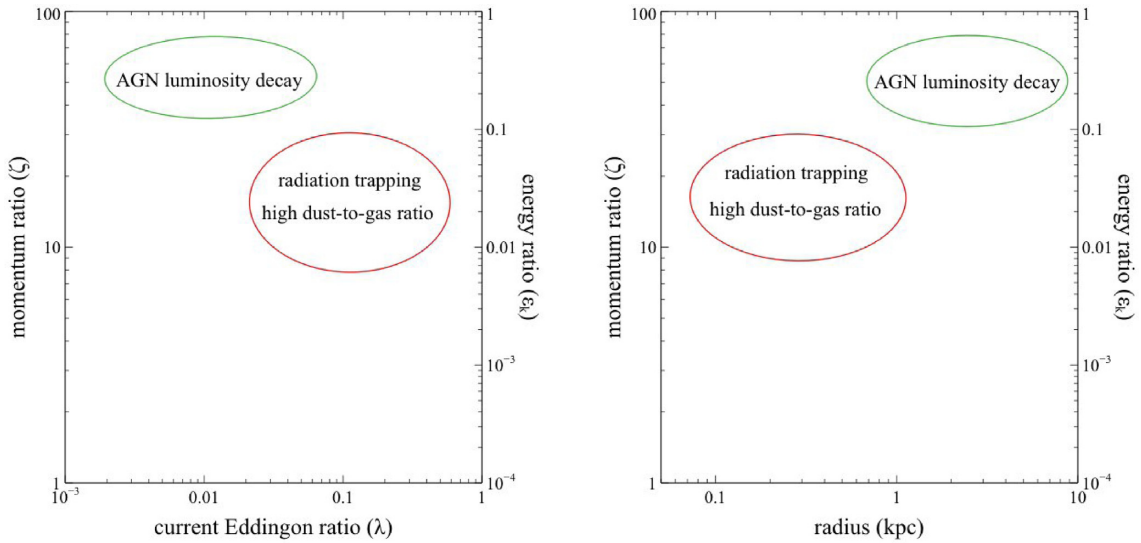 100
10
1
momentum ratio (ζ)
AGN luminosity decay
radiation trapping
high dust-to-gas ratio
1
0.1
0.01
10⁻³
10⁻⁴
energy ratio (εₖ)
10⁻³
0.01
0.1
1
current Eddingon ratio (λ)
100
10
1
momentum ratio (ζ)
AGN luminosity decay
radiation trapping
high dust-to-gas ratio
1
0.1
0.01
10⁻³
10⁻⁴
energy ratio (εₖ)
0.1
1
10
radius (kpc)